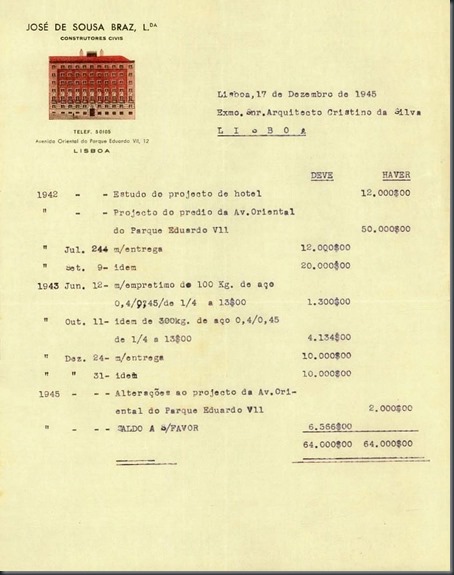 JOSÉ DE SOUSA BRAZ, L.DA
CONSTRUTORES CIVIS
TELEF. 50105
Avenida Oriental do Parque Eduardo VII, 12
LISBOA
Lisboa,17 de Dezembro de 1945
Exmo.Snr.Arquitecto Cristino da Silva
L I S B O A
DEVE HAVER
1942 - - Estudo do projecto de hotel 12.000$00
" - - Projecto do predio da Av.Oriental
do Parque Eduardo Vll 50.000$00
" Jul. 24- m/entrega 12.000$00
" set. 9- idem 20.000$00
1943 Jun. 12- m/empretimo de 100 Kg. de aço
0,4/0,45/de 1/4 a 13$00 1.300$00
" Out. 11- idem de 300kg. de aço 0,4/0,45
de 1/4 a 13$00 4.134$00
" Dez. 24- m/entrega 10.000$00
" " 31- idem 10.000$00
1945 - - - Alterações ao projecto da Av.Ori-
ental do Parque Eduardo Vll 2.000$00
" - - - SALDO A S/FAVOR 6.566$00
64.000$00 64.000$00